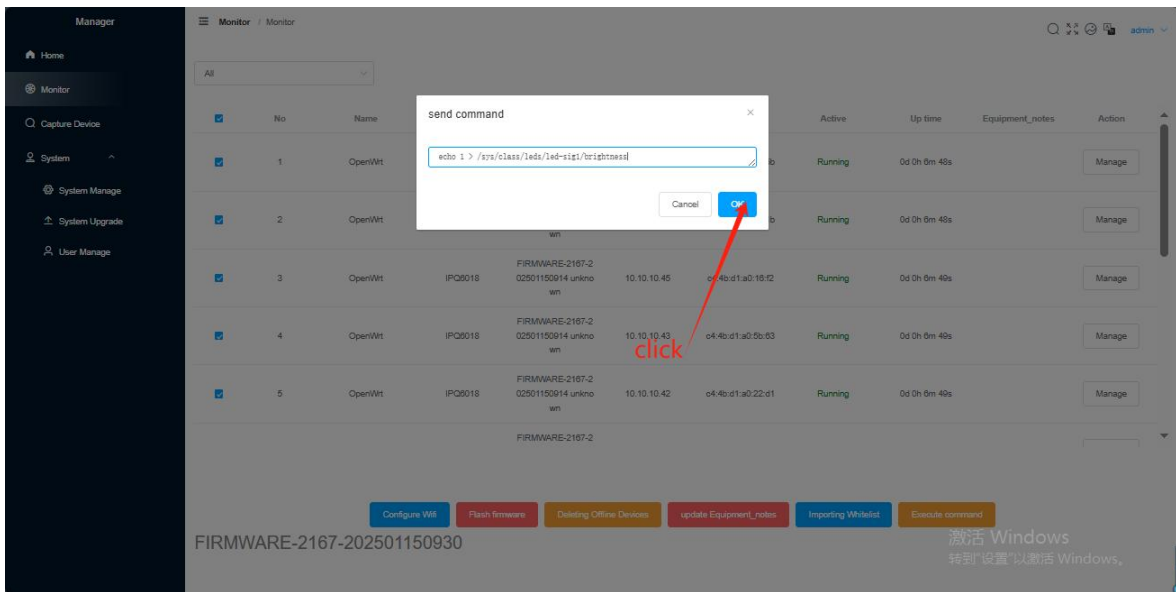 Manager
Monitor / Monitor
admin
Home
Monitor
Capture Device
System
System Manage
System Upgrade
User Manage
All
send command
echo 1 > /sys/class/leds/led-sig1/brightness
Cancel
OK
click
No Name Active Up time Equipment_notes Action
1 OpenWrt Running 0d 0h 6m 48s Manage
2 OpenWrt Running 0d 0h 6m 48s Manage
wn
FIRMWARE-2167-2
3 OpenWrt IPQ6018 02501150914 unkno 10.10.10.45 c4:4b:d1:a0:16:f2 Running 0d 0h 6m 49s Manage
wn
FIRMWARE-2167-2
4 OpenWrt IPQ6018 02501150914 unkno 10.10.10.43 c4:4b:d1:a0:5b:63 Running 0d 0h 6m 49s Manage
wn
FIRMWARE-2167-2
5 OpenWrt IPQ6018 02501150914 unkno 10.10.10.42 c4:4b:d1:a0:22:d1 Running 0d 0h 6m 49s Manage
wn
FIRMWARE-2167-2
Configure Wifi Flash firmware Deleting Offline Devices update Equipment_notes Importing Whitelist Execute command
FIRMWARE-2167-202501150930
激活 Windows
转到"设置"以激活 Windows。